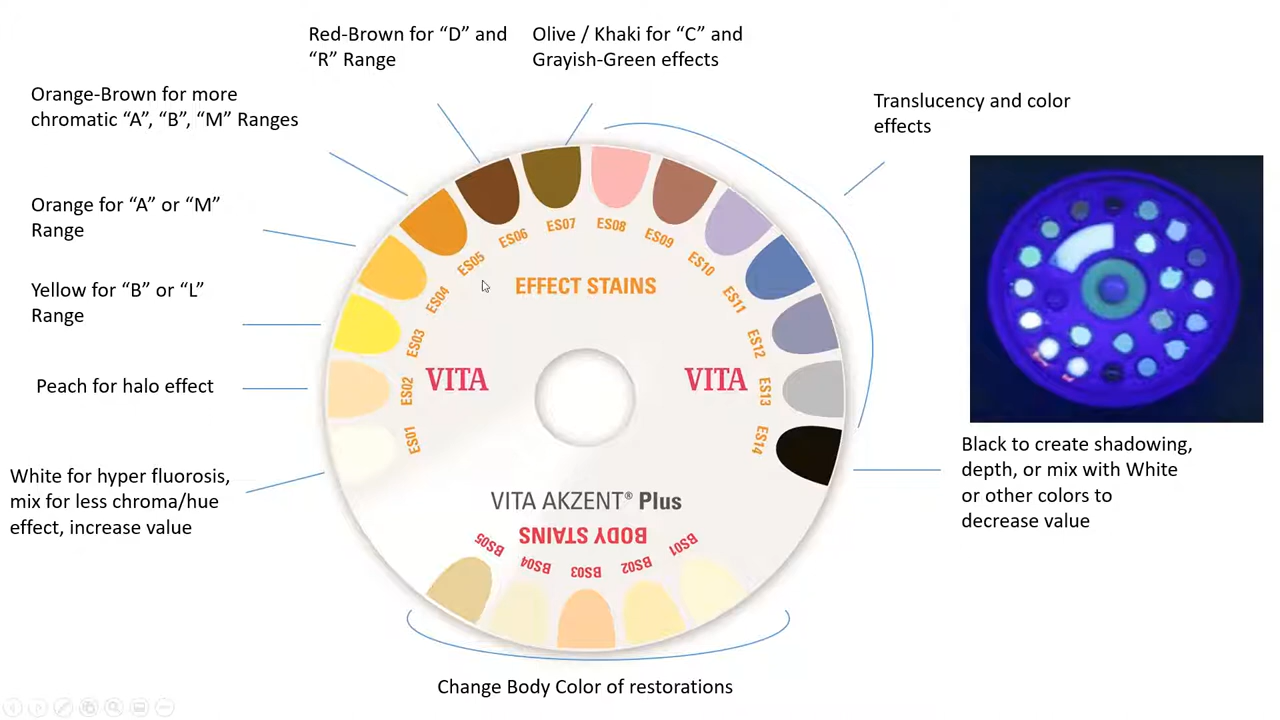 Red-Brown for “D” and
“R” Range
Olive / Khaki for “C” and
Grayish-Green effects
Orange-Brown for more
chromatic “A”, “B”, “M” Ranges
Translucency and color
effects
Orange for “A” or “M”
Range
Yellow for “B” or “L”
Range
Peach for halo effect
White for hyper fluorosis,
mix for less chroma/hue
effect, increase value
ES01
ES02
ES03
ES04
ES05
ES06
ES07
ES08
ES09
ES10
ES11
ES12
ES13
ES14
EFFECT STAINS
VITA
VITA
VITA AKZENT® Plus
BODY STAINS
BS05
BS04
BS03
BS02
BS01
Black to create shadowing,
depth, or mix with White
or other colors to
decrease value
Change Body Color of restorations